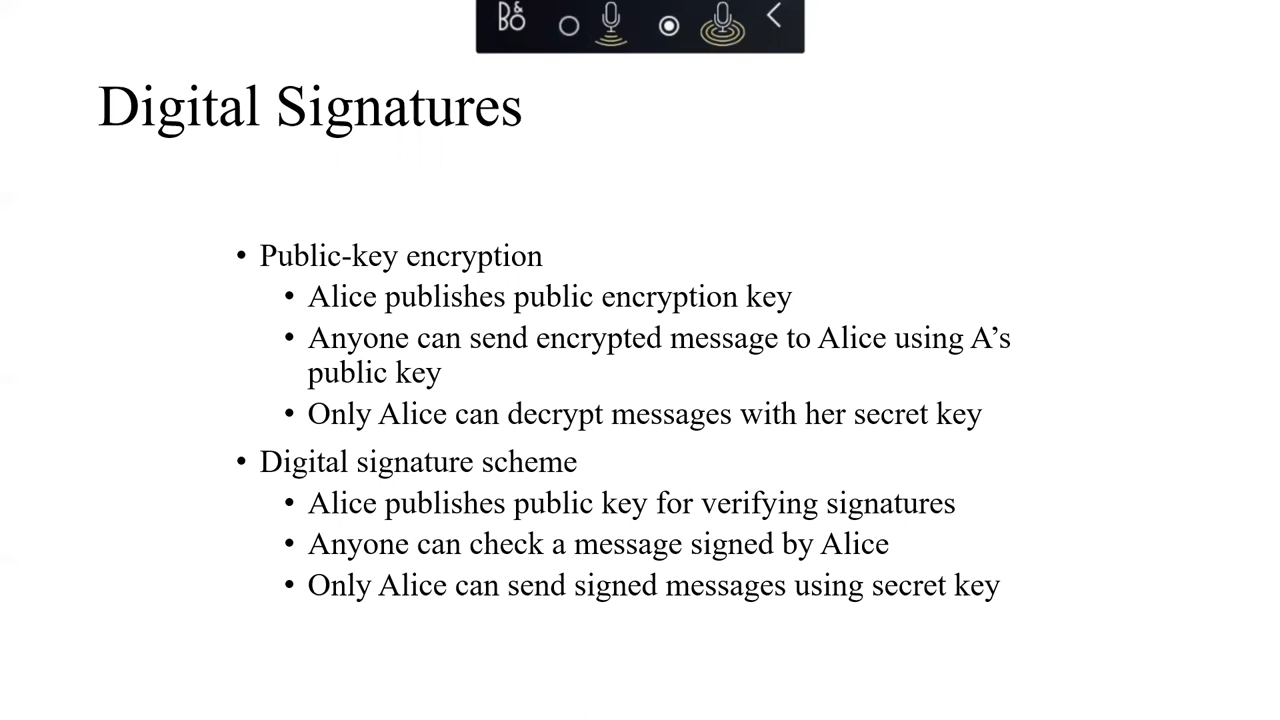 B&O
Digital Signatures
• Public-key encryption
• Alice publishes public encryption key
• Anyone can send encrypted message to Alice using A’s
public key
• Only Alice can decrypt messages with her secret key
• Digital signature scheme
• Alice publishes public key for verifying signatures
• Anyone can check a message signed by Alice
• Only Alice can send signed messages using secret key